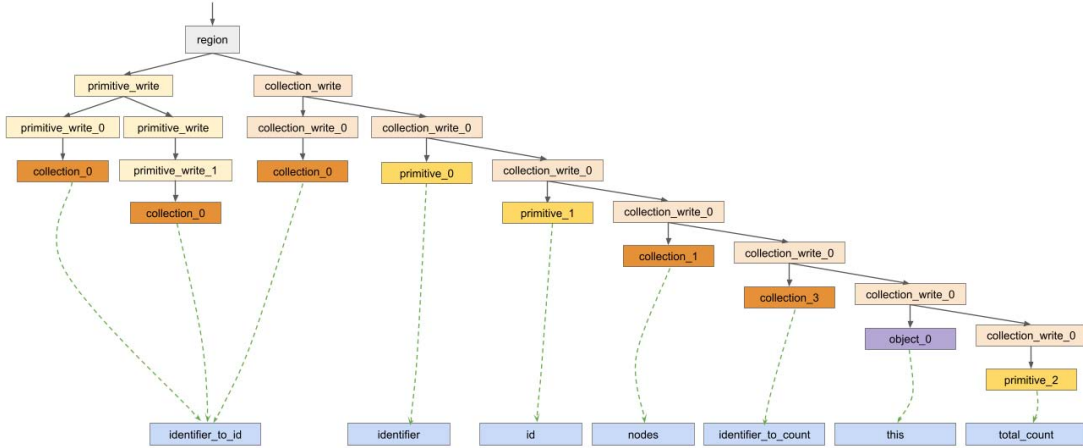 region
primitive_write
collection_write
primitive_write_0
primitive_write
collection_write_0
collection_write_0
collection_0
primitive_write_1
collection_0
primitive_0
collection_write_0
collection_0
primitive_1
collection_write_0
collection_1
collection_write_0
collection_3
collection_write_0
object_0
collection_write_0
primitive_2
identifier_to_id
identifier
id
nodes
identifier_to_count
this
total_count